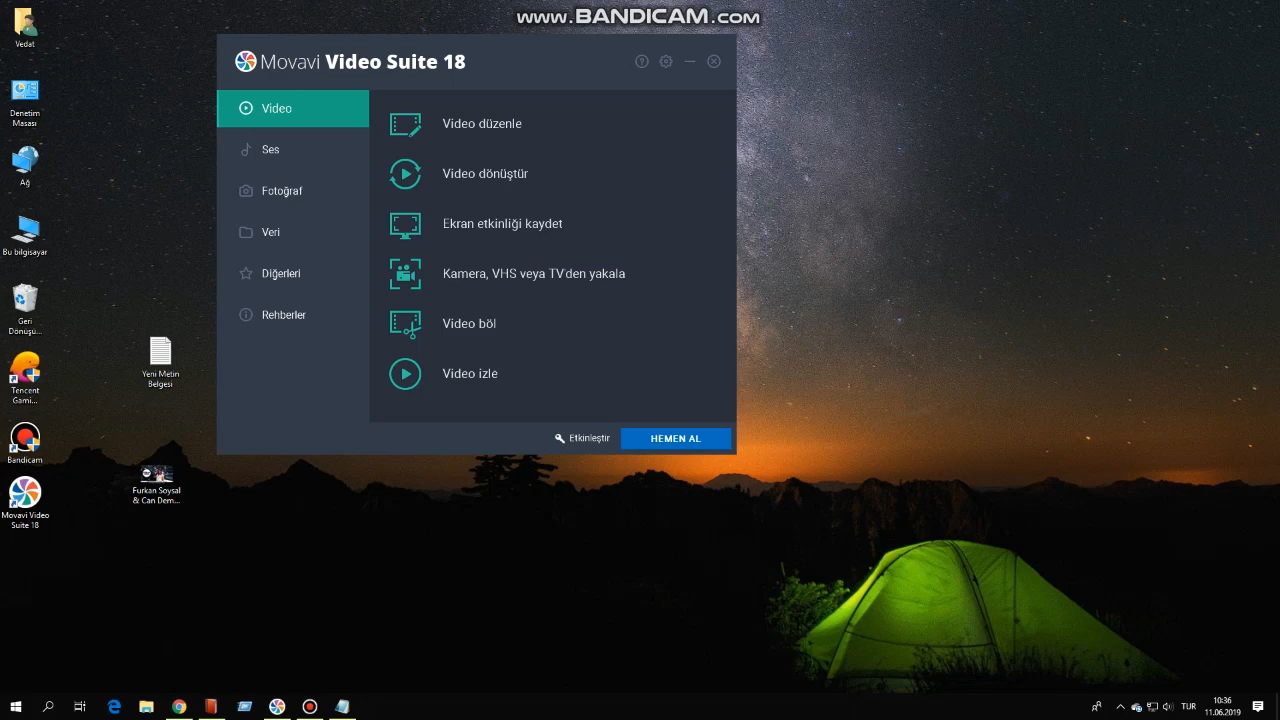 www.BANDICAM.com
Vedat
Denetim
Masası
Ağ
Bu bilgisayar
Geri
Dönüşü...
Tencent
Gami...
Bandicam
Movavi Video
Suite 18
Yeni Metin
Belgesi
Furkan Soysal
& Can Dem...
Movavi Video Suite 18
Video
Ses
Fotoğraf
Veri
Diğerleri
Rehberler
Video düzenle
Video dönüştür
Ekran etkinliği kaydet
Kamera, VHS veya TV'den yakala
Video böl
Video izle
Etkinleştir
HEMEN AL
TUR
10:36
11.06.2019